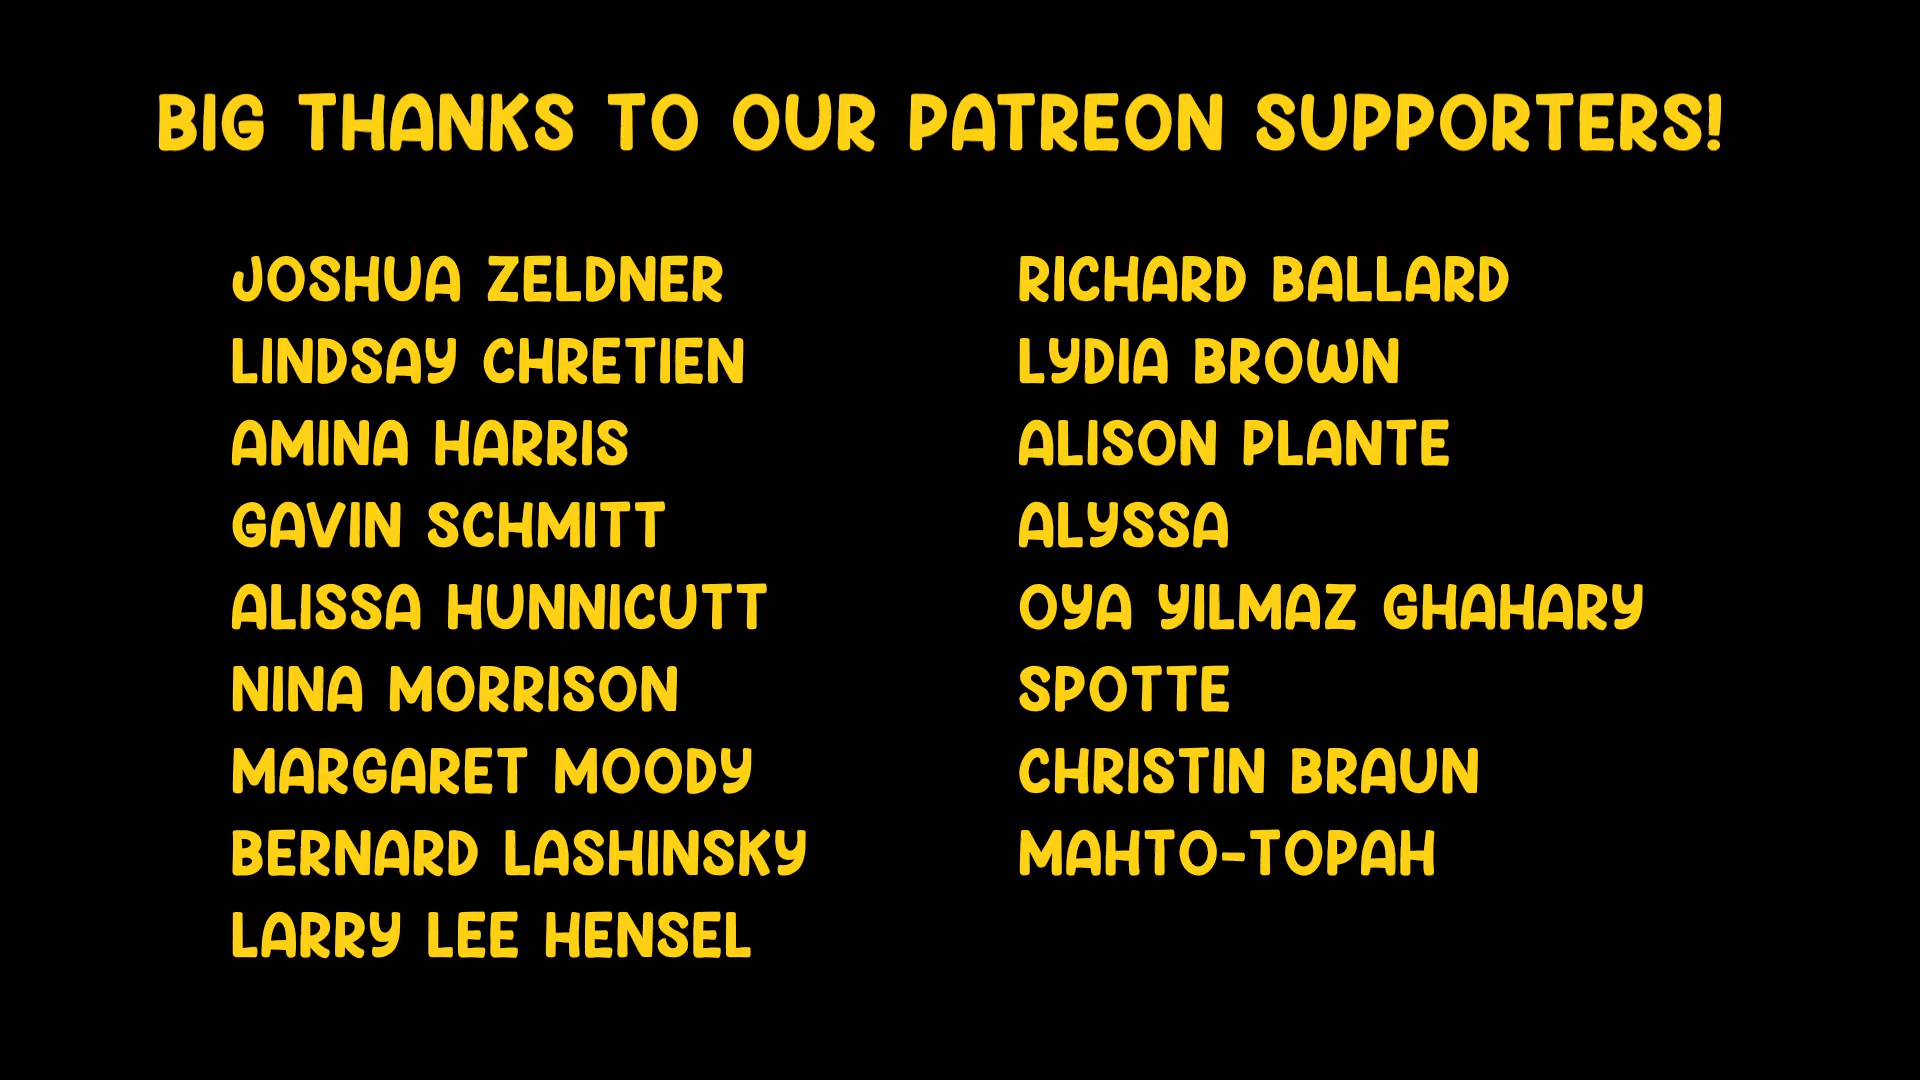 BIG THANKS TO OUR PATREON SUPPORTERS!
JOSHUA ZELDNER
LINDSAY CHRETIEN
AMINA HARRIS
GAVIN SCHMITT
ALISSA HUNNICUTT
NINA MORRISON
MARGARET MOODY
BERNARD LASHINSKY
LARRY LEE HENSEL
RICHARD BALLARD
LYDIA BROWN
ALISON PLANTE
ALYSSA
OYA YILMAZ GHAHARY
SPOTTE
CHRISTIN BRAUN
MAHTO-TOPAH